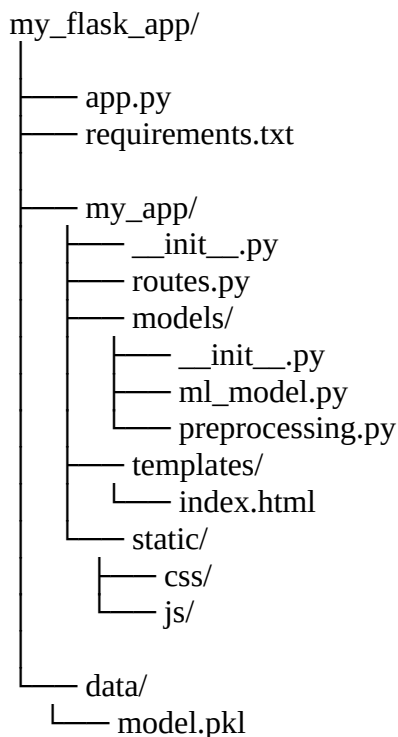 my_flask_app/
app.py
requirements.txt
my_app/
__init__.py
routes.py
models/
__init__.py
ml_model.py
preprocessing.py
templates/
index.html
static/
css/
js/
data/
model.pkl